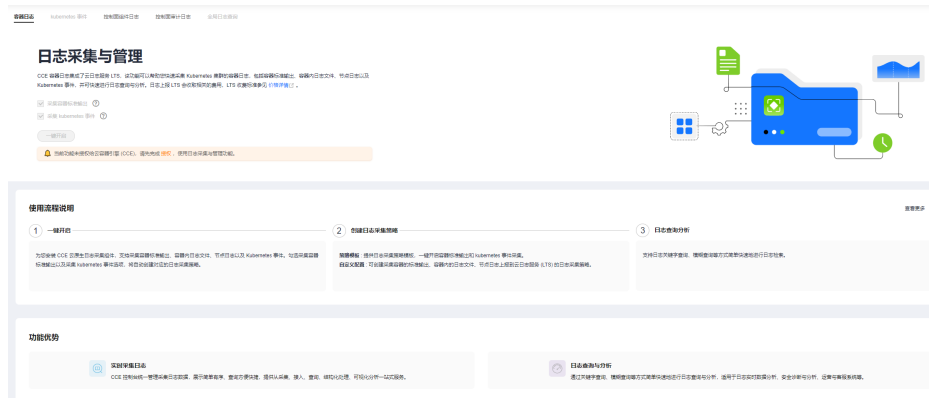 容器日志 Kubernetes 事件 控制面组件日志 控制面审计日志 全局日志查询
日志采集与管理
CCE 容器日志集成了云日志服务 LTS，该功能可以帮助您快速采集 Kubernetes 集群的容器日志，包括容器标准输出、容器内日志文件、节点日志以及
Kubernetes 事件，并可快速进行日志查询与分析。日志上报 LTS 会收取相关的费用，LTS 收费标准参见 价格详情。
采集容器标准输出
采集 kubernetes 事件
一键开启
当前功能未授权给云容器引擎 (CCE)，请先完成 授权，使用日志采集与管理功能。
使用流程说明
查看更多
1 一键开启
2 创建日志采集策略
3 日志查询分析
为您安装 CCE 云原生日志采集组件，支持采集容器标准输出、容器内日志文件、节点日志以及 Kubernetes 事件。勾选采集容器
标准输出以及采集 kubernetes 事件选项，将自动创建对应的日志采集策略。
策略模板：提供日志采集策略模板，一键开启容器标准输出和 kubernetes 事件采集。
自定义配置：可创建采集容器的标准输出、容器内的日志文件、节点日志上报到云日志服务 (LTS) 的日志采集策略。
支持日志关键字查询、模糊查询等方式简单快速地进行日志检索。
功能优势
实时采集日志
CCE 控制台统一管理采集日志数据，展示简单有序、查询方便快捷，提供从采集、接入、查询、结构化处理、可视化分析一站式服务。
日志查询与分析
通过关键字查询、模糊查询等方式简单快速地进行日志查询与分析，适用于日志实时数据分析、安全诊断与分析、运营与客服系统等。